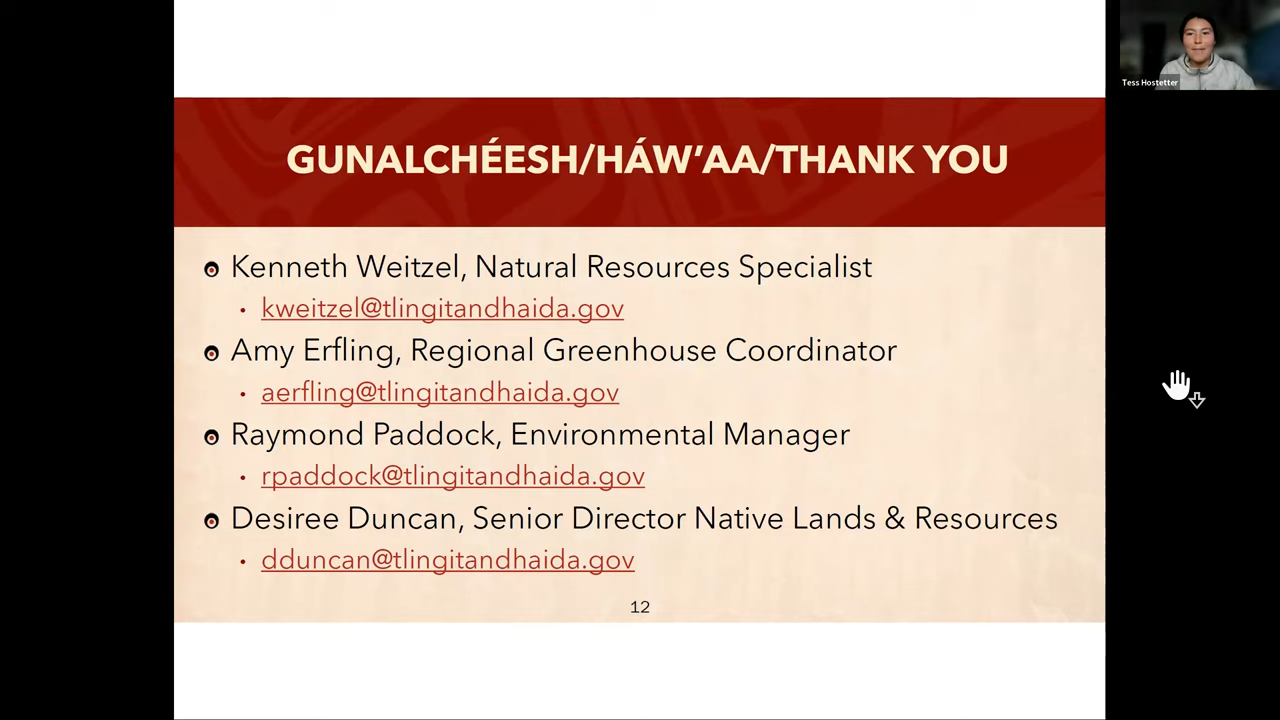 Tess Hostetter
GUNALCHÉESH/HÁW’AA/THANK YOU
Kenneth Weitzel, Natural Resources Specialist
kweitzel@tlingitandhaida.gov
Amy Erfling, Regional Greenhouse Coordinator
aerfling@tlingitandhaida.gov
Raymond Paddock, Environmental Manager
rpaddock@tlingitandhaida.gov
Desiree Duncan, Senior Director Native Lands & Resources
dduncan@tlingitandhaida.gov
12